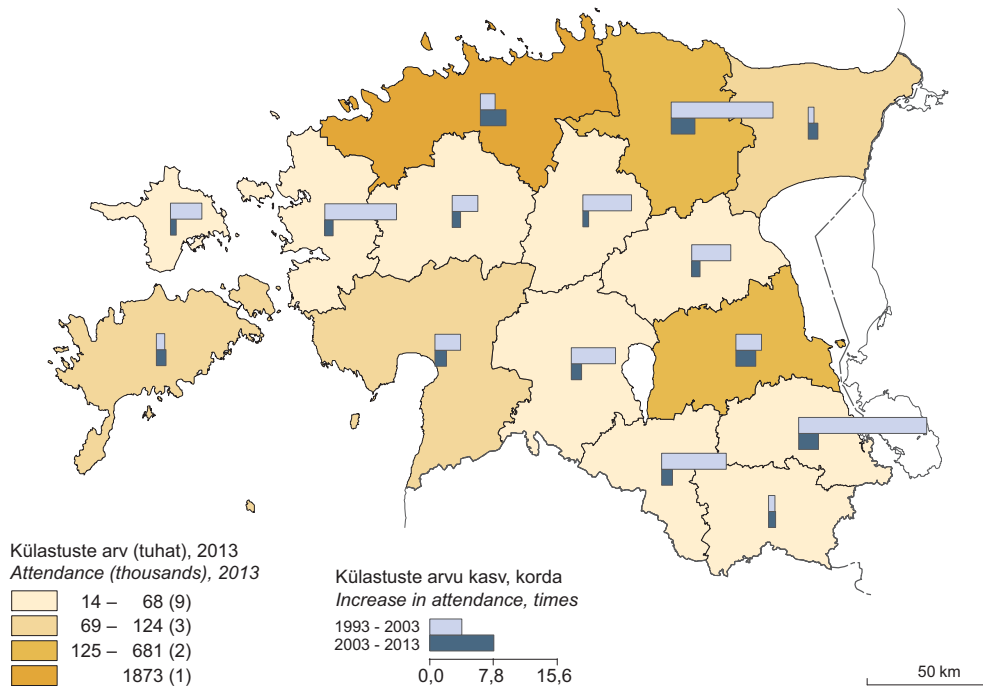 Külastuste arv (tuhat), 2013
Attendance (thousands), 2013
14 – 68 (9)
69 – 124 (3)
125 – 681 (2)
1873 (1)
Külastuste arvu kasv, korda
Increase in attendance, times
1993 - 2003
2003 - 2013
0,0 7,8 15,6
50 km